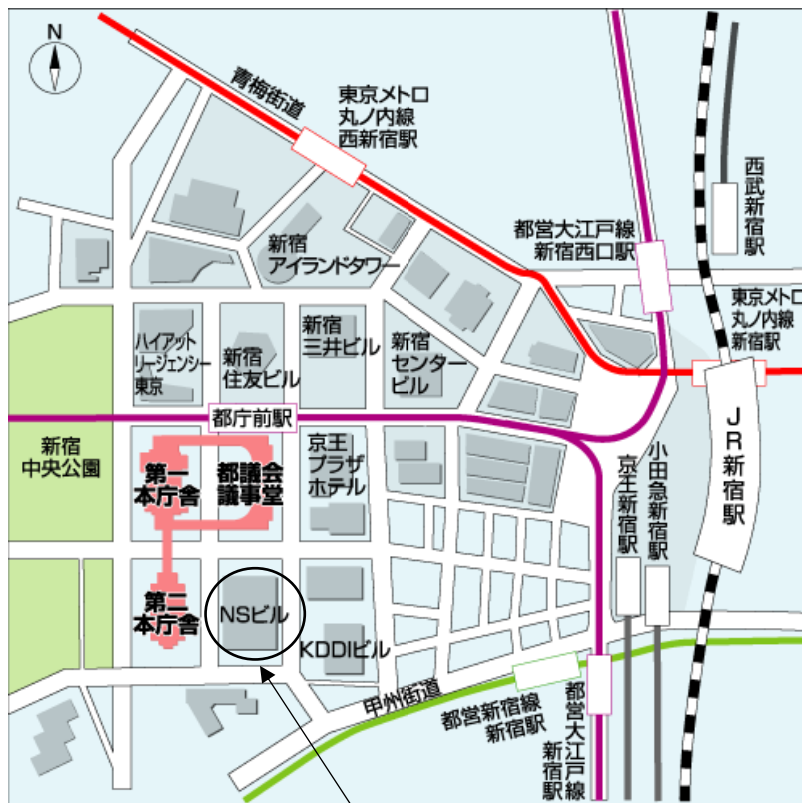 N
青梅街道
東京メトロ
丸ノ内線
西新宿駅
西武新宿駅
都営大江戸線
新宿西口駅
新宿
アイランドタワー
東京メトロ
丸ノ内線
新宿駅
ハイアット
リージェンシー
東京
新宿
住友ビル
新宿
三井ビル
新宿
センター
ビル
都庁前駅
JR新宿駅
新宿
中央公園
第一
本庁舎
都議会
議事堂
京王
プラザ
ホテル
小田急新宿駅
京王新宿駅
第二
本庁舎
NSビル
KDDIビル
甲州街道
都営新宿線
新宿駅
都営大江戸線
新宿駅